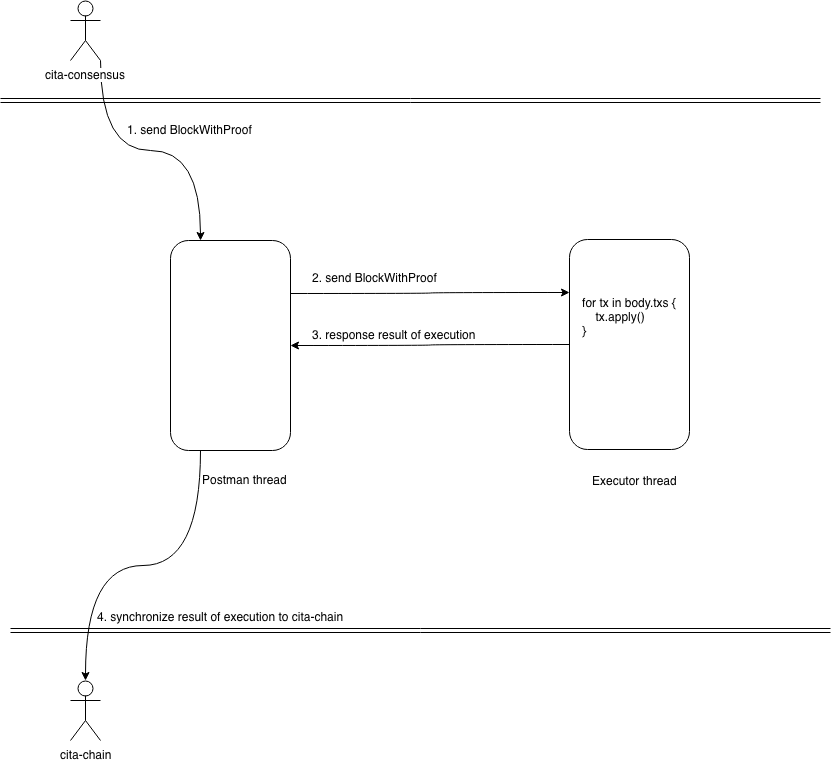 cita-consensus
1. send BlockWithProof
2. send BlockWithProof
for tx in body.txs {
    tx.apply()
}
3. response result of execution
Postman thread
Executor thread
4. synchronize result of execution to cita-chain
cita-chain